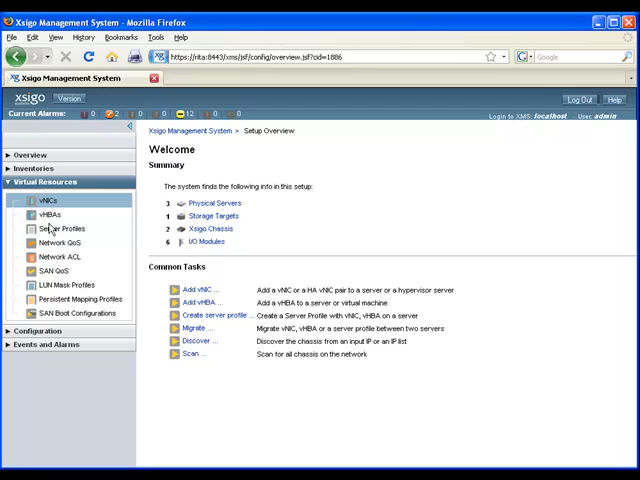 Xsigo Management System - Mozilla Firefox
File Edit View History Bookmarks Tools Help
https://rita:8443/xms/jsf/config/overview.jsf?cid=1886
Google
Xsigo Management System
xsigo Version Log Out Help
Current Alarms: 0 2 0 0 12 0 0 Login to XMS: localhost User: admin
Xsigo Management System > Setup Overview
Overview
Inventories
Virtual Resources
vNICs
vHBAs
Server Profiles
Network QoS
Network ACL
SAN QoS
LUN Mask Profiles
Persistent Mapping Profiles
SAN Boot Configurations
Configuration
Events and Alarms
Welcome
Summary
The system finds the following info in this setup:
3 Physical Servers
1 Storage Targets
2 Xsigo Chassis
6 I/O Modules
Common Tasks
Add vNIC ... Add a vNIC or a HA vNIC pair to a server or a hypervisor server
Add vHBA ... Add a vHBA to a server or virtual machine
Create server profile ... Create a Server Profile with vNIC, vHBA on a server
Migrate ... Migrate vNIC, vHBA or a server profile between two servers
Discover ... Discover the chassis from an input IP or an IP list
Scan ... Scan for all chassis on the network